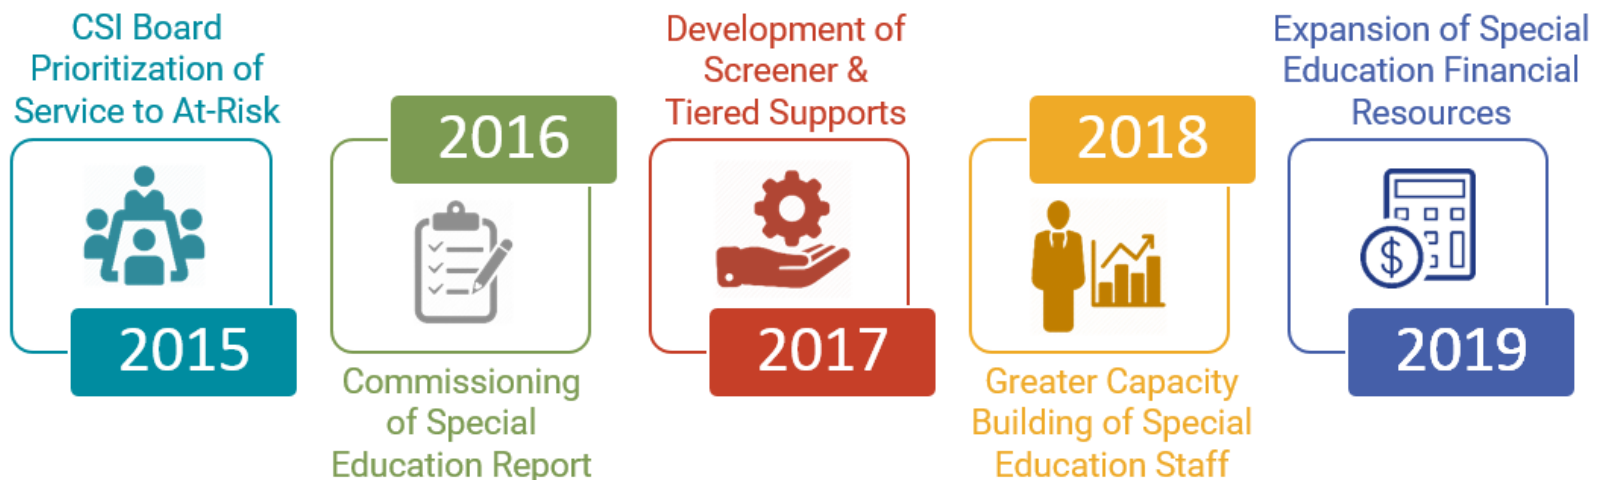 CSI Board
Prioritization of
Service to At-Risk
2015
2016
Commissioning
of Special
Education Report
Development of
Screener &
Tiered Supports
2017
2018
Greater Capacity
Building of Special
Education Staff
Expansion of Special
Education Financial
Resources
$
2019